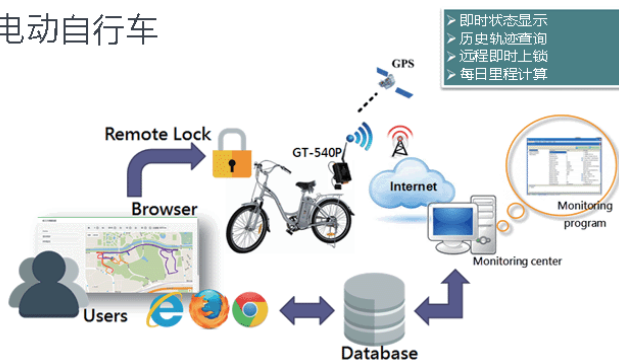 电动自行车
➢即时状态显示
➢历史轨迹查询
➢远程即时上锁
➢每日里程计算
GPS
Remote Lock
GT-540P
Internet
Browser
Monitoring
program
Monitoring center
Users
Database